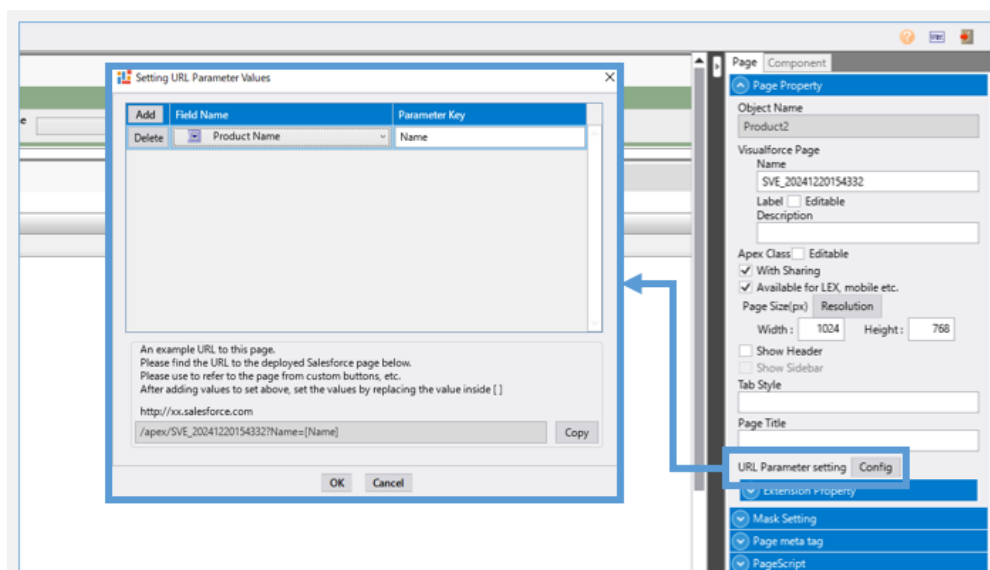 e
Setting URL Parameter Values
Add Field Name Parameter Key
Delete Product Name Name
An example URL to this page.
Please find the URL to the deployed Salesforce page below.
Please use to refer to the page from custom buttons, etc.
After adding values to set above, set the values by replacing the value inside [ ]
http://xx.salesforce.com
/apex/SVE_20241220154332?Name=[Name]
Copy
OK Cancel
Page Component
Page Property
Object Name
Product2
Visualforce Page
Name
SVE_20241220154332
Label Editable
Description
Apex Class Editable
With Sharing
Available for LEX, mobile etc.
Page Size(px) Resolution
Width : 1024 Height : 768
Show Header
Show Sidebar
Tab Style
Page Title
URL Parameter setting Config
Extension Property
Mask Setting
Page meta tag
PageScript